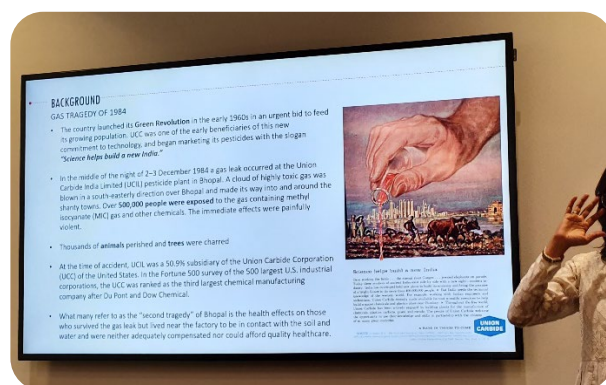 BACKGROUND
GAS TRAGEDY OF 1984
• The country launched its Green Revolution in the early 1960s in an urgent bid to feed
its growing population. UCC was one of the early beneficiaries of this new
commitment to technology, and began marketing its pesticides with the slogan.
"Science helps build a new India."
• In the middle of the night of 2–3 December 1984 a gas leak occurred at the Union
Carbide India Limited (UCIL) pesticide plant in Bhopal. A cloud of highly toxic gas was
blown in a south-easterly direction over Bhopal and made its way into and around the
shanty towns. Over 500,000 people were exposed to the gas containing methyl
isocyanate (MIC) gas and other chemicals. The immediate effects were painfully
violent.
• Thousands of animals perished and trees were charred
• At the time of accident, UCIL was a 50.9% subsidiary of the Union Carbide Corporation
(UCC) of the United States. In the Fortune 500 survey of the 500 largest U.S. industrial
corporations, the UCC was ranked as the third largest chemical manufacturing
company after Du Pont and Dow Chemical.
• What many refer to as the "second tragedy" of Bhopal is the health effects on those
who survived the gas leak but lived near the factory to be in contact with the soil and
water and were neither adequately compensated nor could afford quality healthcare.
Science helps build a new India
A HAND IN THINGS TO COME
UNION
CARBIDE